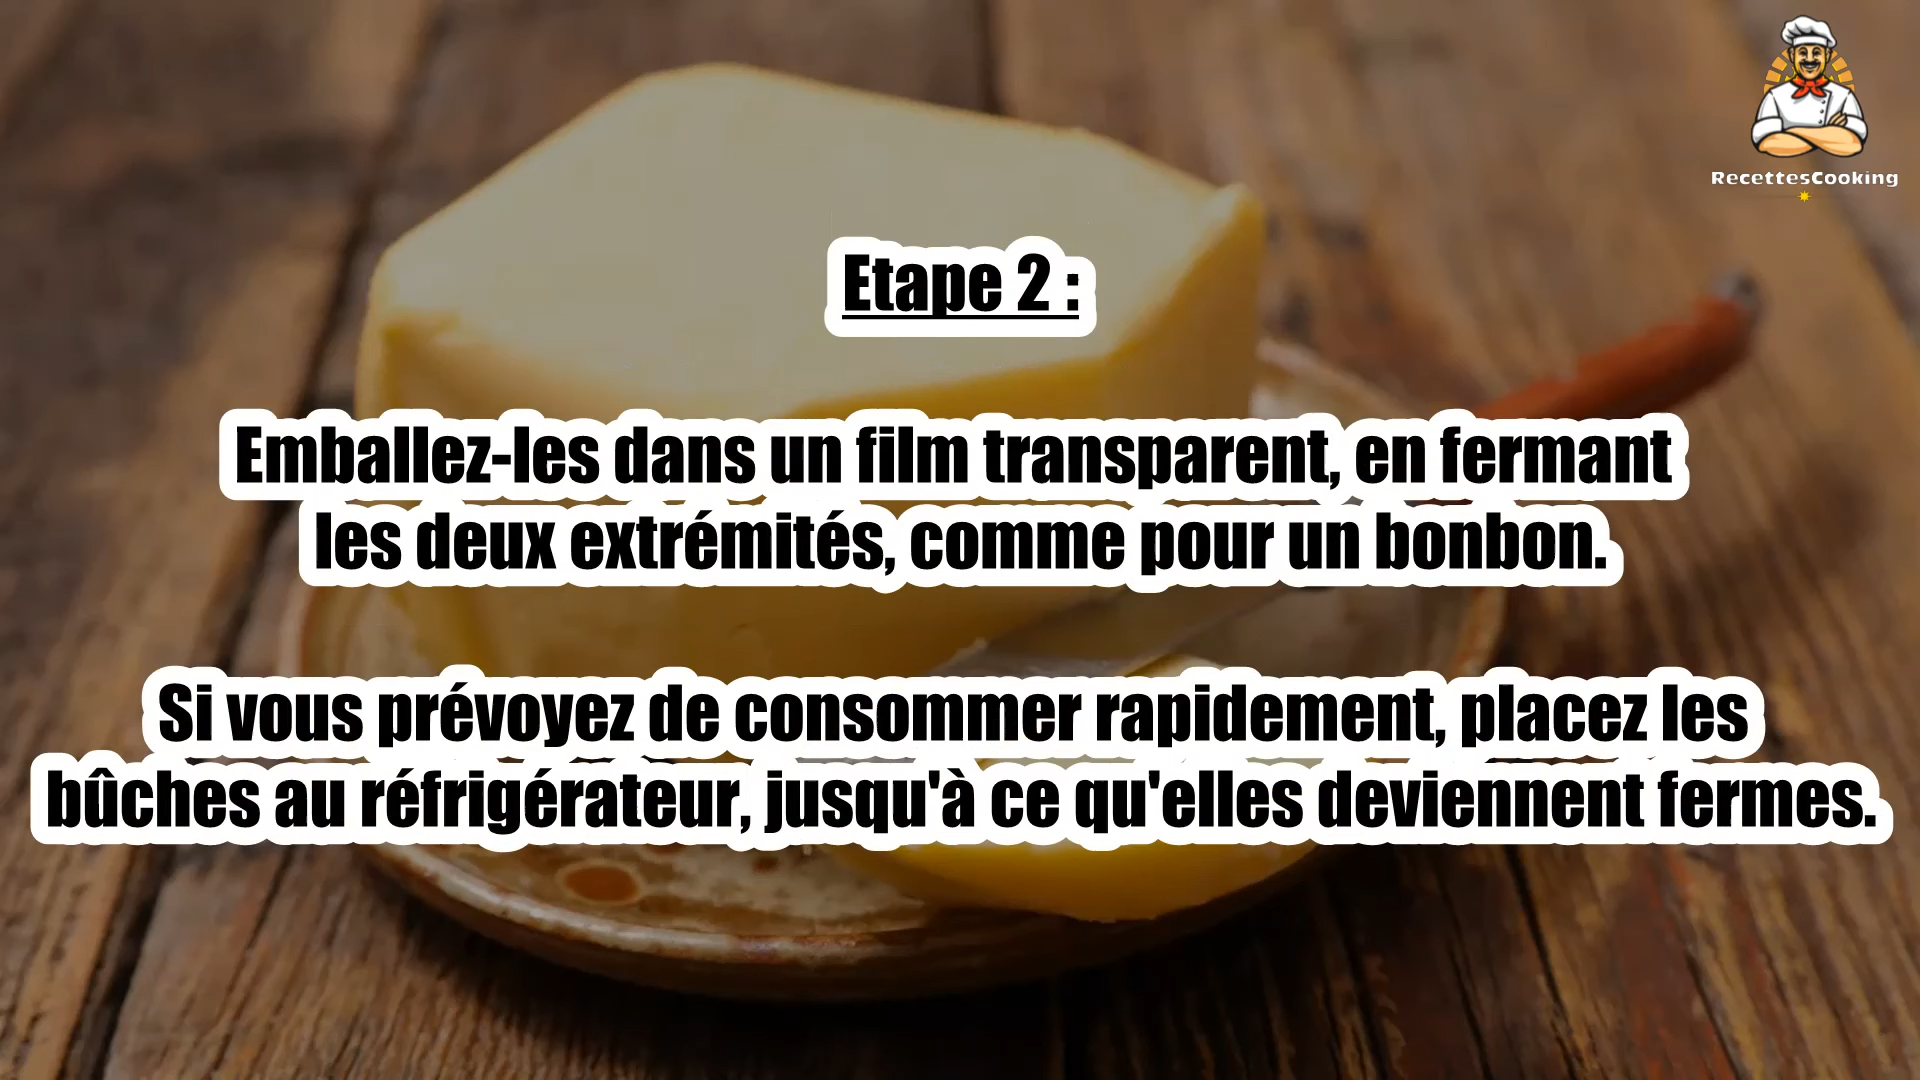 RecettesCooking
Etape 2 :
Emballez-les dans un film transparent, en fermant
les deux extrémités, comme pour un bonbon.
Si vous prévoyez de consommer rapidement, placez les
bûches au réfrigérateur, jusqu'à ce qu'elles deviennent fermes.